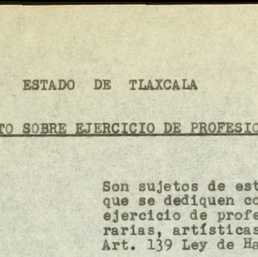 ESTADO DE TLAXCALA
TO SOBRE EJERCICIO DE PROFESIO
Son sujetos de est
que se dediquen co
ejercicio de profe
rarias, artísticas
Art. 139 Ley de Ha